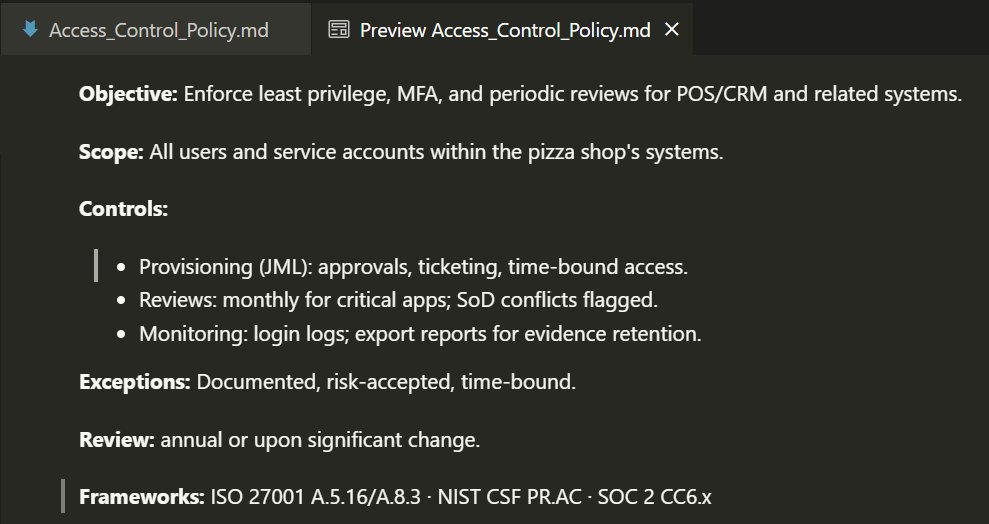 Access_Control_Policy.md
Preview Access_Control_Policy.md
Objective: Enforce least privilege, MFA, and periodic reviews for POS/CRM and related systems.
Scope: All users and service accounts within the pizza shop's systems.
Controls:
• Provisioning (JML): approvals, ticketing, time-bound access.
• Reviews: monthly for critical apps; SoD conflicts flagged.
• Monitoring: login logs; export reports for evidence retention.
Exceptions: Documented, risk-accepted, time-bound.
Review: annual or upon significant change.
Frameworks: ISO 27001 A.5.16/A.8.3 · NIST CSF PR.AC · SOC 2 CC6.x